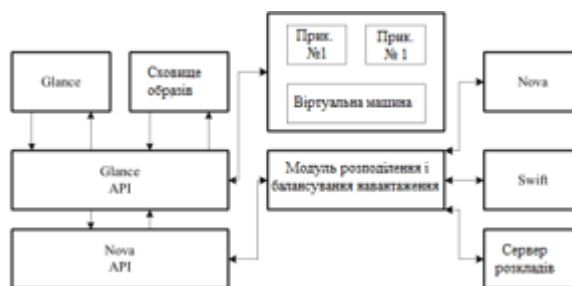 Glance
Сховище
образів
Прик.
№1
Прик.
№ 1
Віртуальна машина
Nova
Glance
API
Модуль розподілення і
балансування навантаження
Swift
Nova
API
Сервер
розкладів